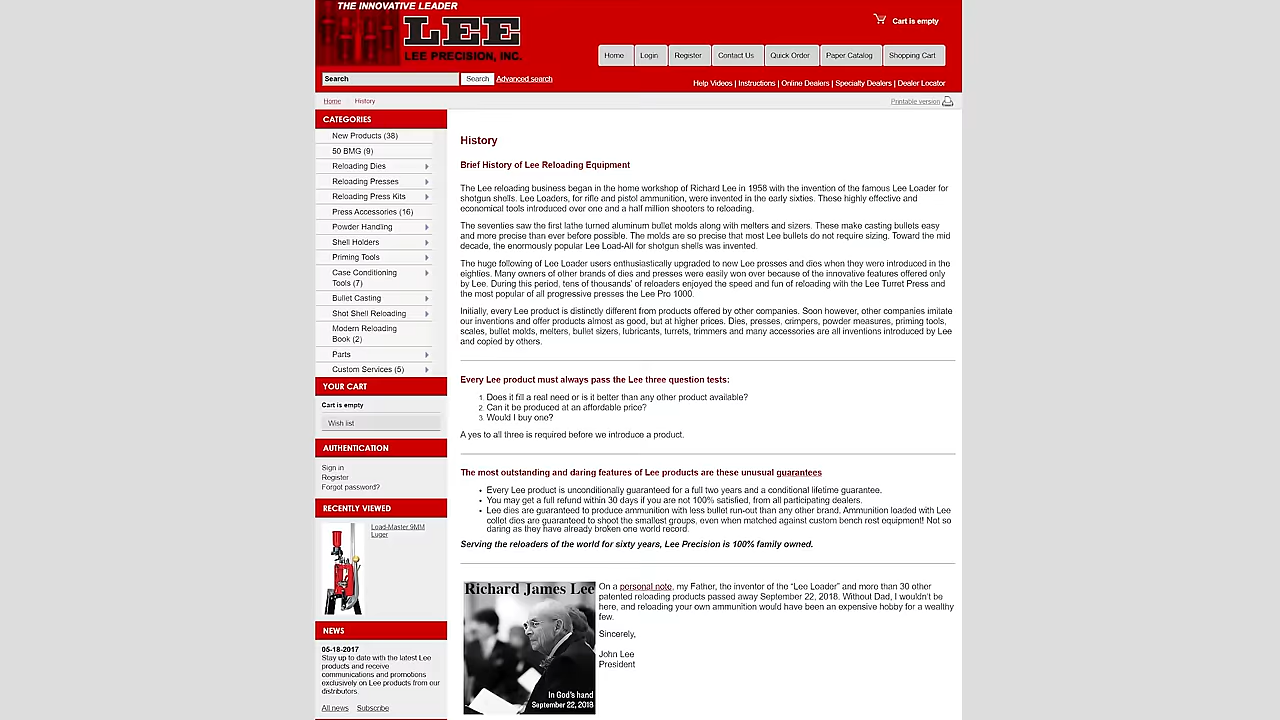 THE INNOVATIVE LEADER
LEE
LEE PRECISION, INC.
Cart is empty
Home
Login
Register
Contact Us
Quick Order
Paper Catalog
Shopping Cart
Search
Search
Advanced search
Help Videos | Instructions | Online Dealers | Specialty Dealers | Dealer Locator
Home
History
Printable version
CATEGORIES
New Products (38)
50 BMG (9)
Reloading Dies
Reloading Presses
Reloading Press Kits
Press Accessories (16)
Powder Handling
Shell Holders
Priming Tools
Case Conditioning
Tools (7)
Bullet Casting
Shot Shell Reloading
Modern Reloading
Book (2)
Parts
Custom Services (5)
YOUR CART
Cart is empty
Wish list
AUTHENTICATION
Sign in
Register
Forgot password?
RECENTLY VIEWED
Load-Master 9MM
Luger
NEWS
05-18-2017
Stay up to date with the latest Lee
products and receive
communications and promotions
exclusively on Lee products from our
distributors.
All news
Subscribe
History
Brief History of Lee Reloading Equipment
The Lee reloading business began in the home workshop of Richard Lee in 1958 with the invention of the famous Lee Loader for
shotgun shells. Lee Loaders, for rifle and pistol ammunition, were invented in the early sixties. These highly effective and
economical tools introduced over one and a half million shooters to reloading.
The seventies saw the first lathe turned aluminum bullet molds along with melters and sizers. These make casting bullets easy
and more precise than ever before possible. The molds are so precise that most Lee bullets do not require sizing. Toward the mid
decade, the enormously popular Lee Load-All for shotgun shells was invented.
The huge following of Lee Loader users enthusiastically upgraded to new Lee presses and dies when they were introduced in the
eighties. Many owners of other brands of dies and presses were easily won over because of the innovative features offered only
by Lee. During this period, tens of thousands' of reloaders enjoyed the speed and fun of reloading with the Lee Turret Press and
the most popular of all progressive presses the Lee Pro 1000.
Initially, every Lee product is distinctly different from products offered by other companies. Soon however, other companies imitate
our inventions and offer products almost as good, but at higher prices. Dies, presses, crimpers, powder measures, priming tools,
scales, bullet molds, melters, bullet sizers, lubricants, turrets, trimmers and many accessories are all inventions introduced by Lee
and copied by others.
Every Lee product must always pass the Lee three question tests:
1. Does it fill a real need or is it better than any other product available?
2. Can it be produced at an affordable price?
3. Would I buy one?
A yes to all three is required before we introduce a product.
The most outstanding and daring features of Lee products are these unusual guarantees
• Every Lee product is unconditionally guaranteed for a full two years and a conditional lifetime guarantee.
• You may get a full refund within 30 days if you are not 100% satisfied, from all participating dealers.
• Lee dies are guaranteed to produce ammunition with less bullet run-out than any other brand. Ammunition loaded with Lee
collet dies are guaranteed to shoot the smallest groups, even when matched against custom bench rest equipment! Not so
daring as they have already broken one world record.
Serving the reloaders of the world for sixty years, Lee Precision is 100% family owned.
Richard James Lee
In God's hand
September 22, 2018
On a personal note, my Father, the inventor of the “Lee Loader” and more than 30 other
patented reloading products passed away September 22, 2018. Without Dad, I wouldn't be
here, and reloading your own ammunition would have been an expensive hobby for a wealthy
few.
Sincerely,
John Lee
President